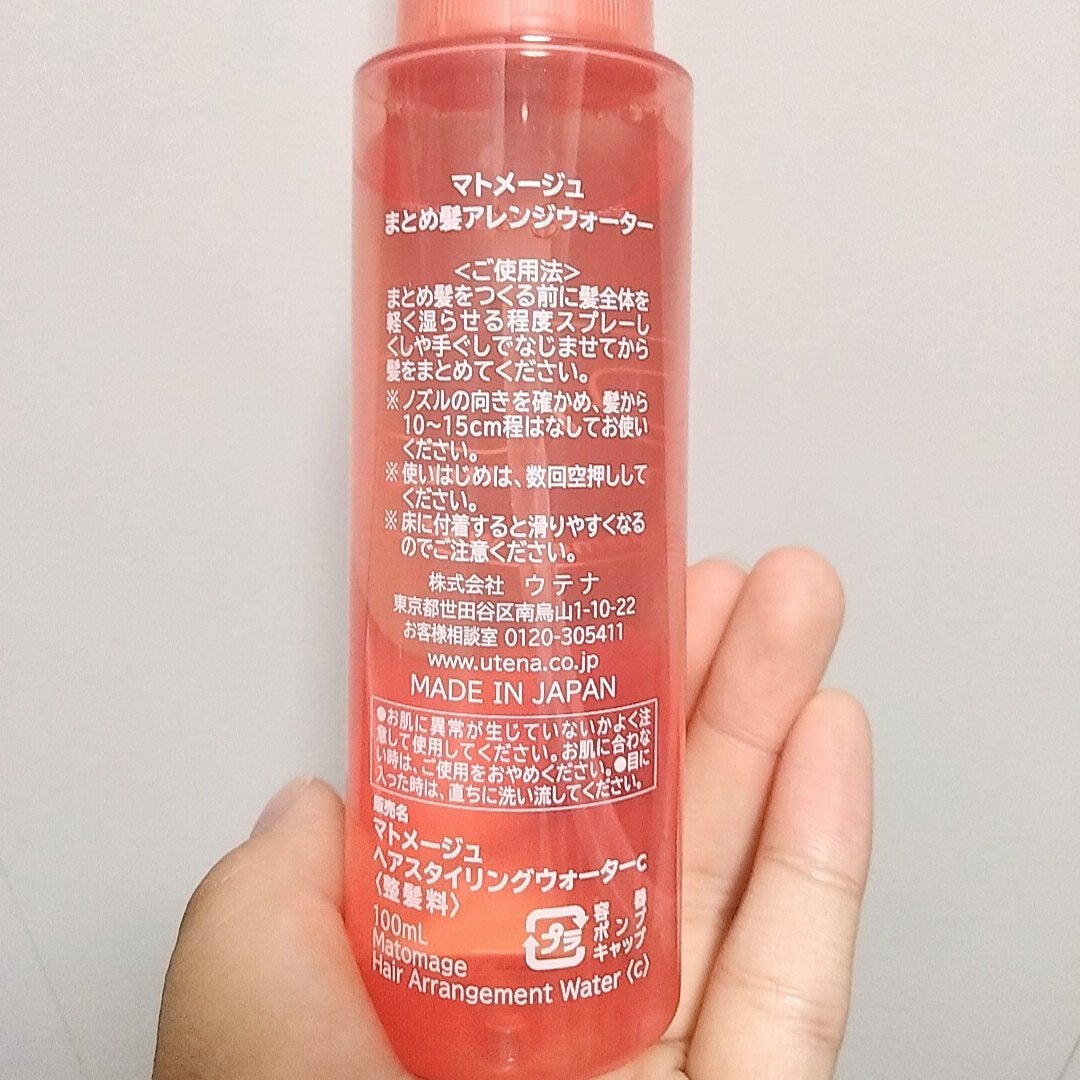 マトメージュ
まとめ髪アレンジウォーター
<ご使用法>
まとめ髪をつくる前に髪全体を
軽く湿らせる程度スプレーし
くしや手ぐしでなじませてから
髪をまとめてください。
※ノズルの向きを確かめ、髪から
10~15cm程はなしてお使い
ください。
※使いはじめは、数回空押しして
ください。
※床に付着すると滑りやすくなる
のでご注意ください。
株式会社 ウテナ
東京都世田谷区南烏山1-10-22
お客様相談室 0120-305411
www.utena.co.jp
MADE IN JAPAN
●お肌に異常が生じていないかよく注
意して使用してください。お肌に合わな
い時は、ご使用をおやめください。●目に
入った時は、直ちに洗い流してください。
販売名
マトメージュ
ヘアスタイリングウォーターc
〈整髪料〉
100mL
Matomage
Hair Arrangement Water〈c〉
プラ
容器
ポンプ
キャップ